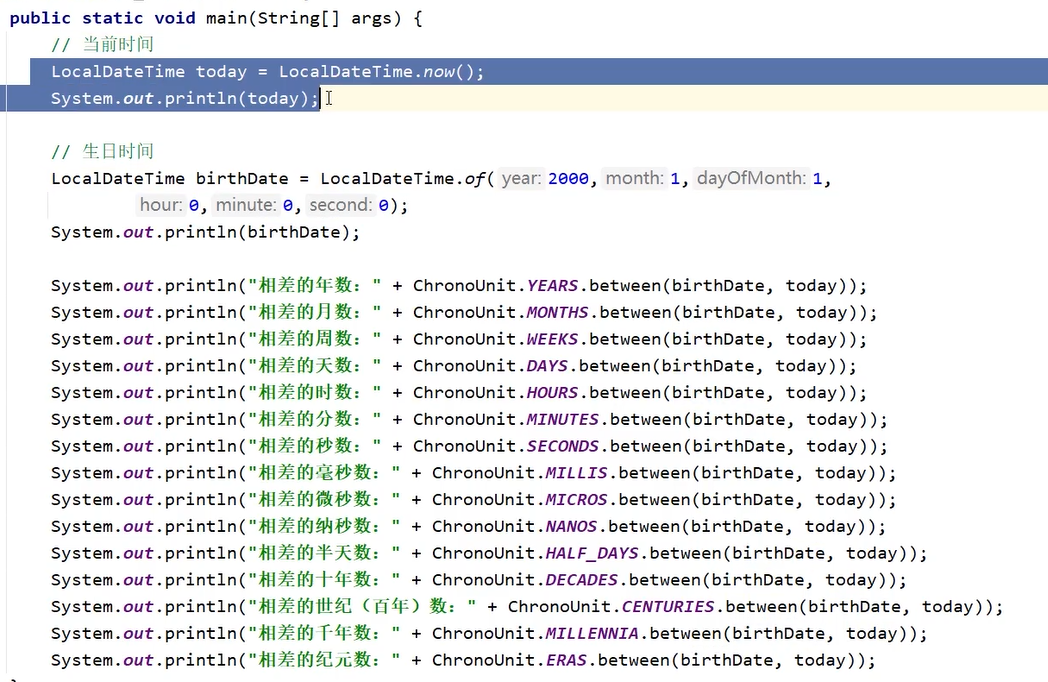 public static void main(String[] args) {
// 当前时间
LocalDateTime today = LocalDateTime.now();
System.out.println(today);
// 生日时间
LocalDateTime birthDate = LocalDateTime.of( year: 2000, month: 1, dayOfMonth: 1,
hour: 0, minute: 0, second: 0);
System.out.println(birthDate);
System.out.println("相差的年数：" + ChronoUnit.YEARS.between(birthDate, today));
System.out.println("相差的月数：" + ChronoUnit.MONTHS.between(birthDate, today));
System.out.println("相差的周数：" + ChronoUnit.WEEKS.between(birthDate, today));
System.out.println("相差的天数：" + ChronoUnit.DAYS.between(birthDate, today));
System.out.println("相差的时数：" + ChronoUnit.HOURS.between(birthDate, today));
System.out.println("相差的分数：" + ChronoUnit.MINUTES.between(birthDate, today));
System.out.println("相差的秒数：" + ChronoUnit.SECONDS.between(birthDate, today));
System.out.println("相差的毫秒数：" + ChronoUnit.MILLIS.between(birthDate, today));
System.out.println("相差的微秒数：" + ChronoUnit.MICROS.between(birthDate, today));
System.out.println("相差的纳秒数：" + ChronoUnit.NANOS.between(birthDate, today));
System.out.println("相差的半天数：" + ChronoUnit.HALF_DAYS.between(birthDate, today));
System.out.println("相差的十年数：" + ChronoUnit.DECADES.between(birthDate, today));
System.out.println("相差的世纪（百年）数：" + ChronoUnit.CENTURIES.between(birthDate, today));
System.out.println("相差的千年数：" + ChronoUnit.MILLENNIA.between(birthDate, today));
System.out.println("相差的纪元数：" + ChronoUnit.ERAS.between(birthDate, today));